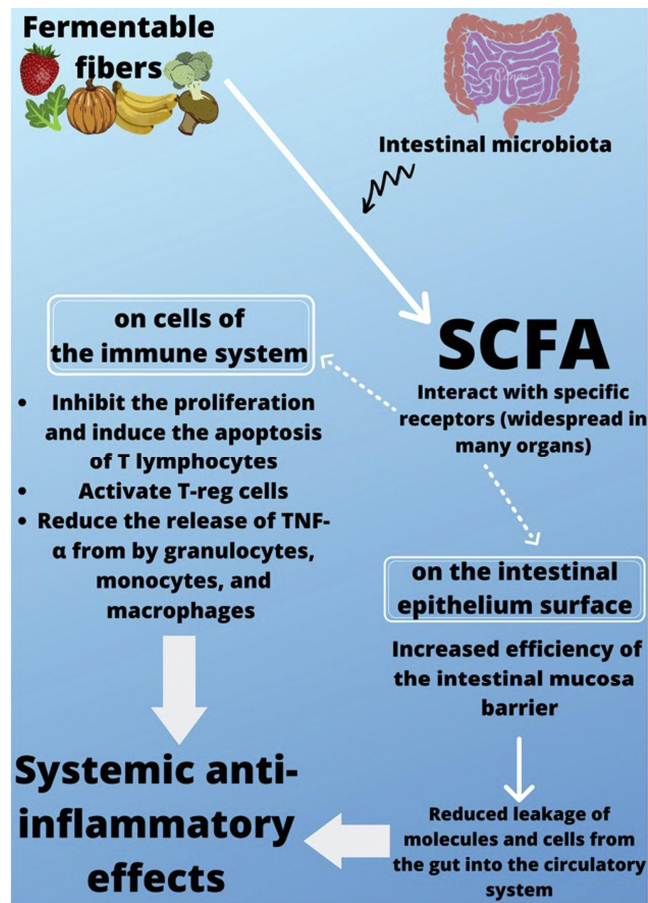 Fermentable
fibers
Intestinal microbiota
SCFA
Interact with specific
receptors (widespread in
many organs)
on cells of
the immune system
• Inhibit the proliferation
and induce the apoptosis
of T lymphocytes
• Activate T-reg cells
• Reduce the release of TNF-
α from by granulocytes,
monocytes, and
macrophages
on the intestinal
epithelium surface
Increased efficiency of
the intestinal mucosa
barrier
Reduced leakage of
molecules and cells from
the gut into the circulatory
system
Systemic anti-
inflammatory
effects